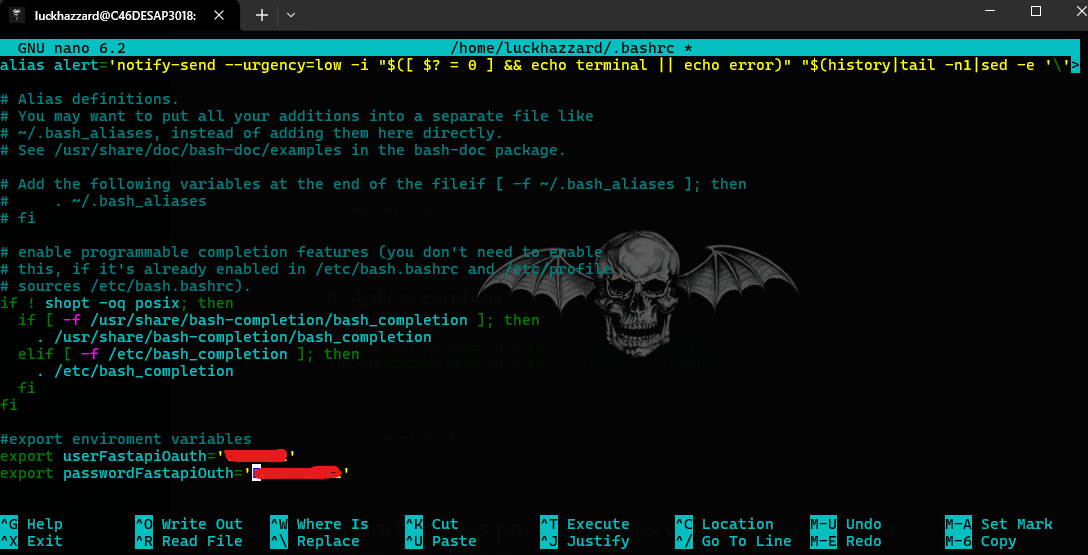 luckhazzard@C46DESAP3018:
GNU nano 6.2 /home/luckhazzard/.bashrc *
alias alert='notify-send --urgency=low -i "$([ $? = 0 ] && echo terminal || echo error)" "$(history|tail -n1|sed -e '\'>
# Alias definitions.
# You may want to put all your additions into a separate file like
# ~/.bash_aliases, instead of adding them here directly.
# See /usr/share/doc/bash-doc/examples in the bash-doc package.
# Add the following variables at the end of the fileif [ -f ~/.bash_aliases ]; then
#     . ~/.bash_aliases
# fi
# enable programmable completion features (you don't need to enable
# this, if it's already enabled in /etc/bash.bashrc and /etc/profile
# sources /etc/bash.bashrc).
if ! shopt -oq posix; then
  if [ -f /usr/share/bash-completion/bash_completion ]; then
    . /usr/share/bash-completion/bash_completion
  elif [ -f /etc/bash_completion ]; then
    . /etc/bash_completion
  fi
fi
#export enviroment variables
export userFastapiOauth=' '
export passwordFastapiOuth=' '
^G Help ^O Write Out ^W Where Is ^K Cut ^T Execute ^C Location M-U Undo M-A Set Mark
^X Exit ^R Read File ^\ Replace ^U Paste ^J Justify ^/ Go To Line M-E Redo M-6 Copy